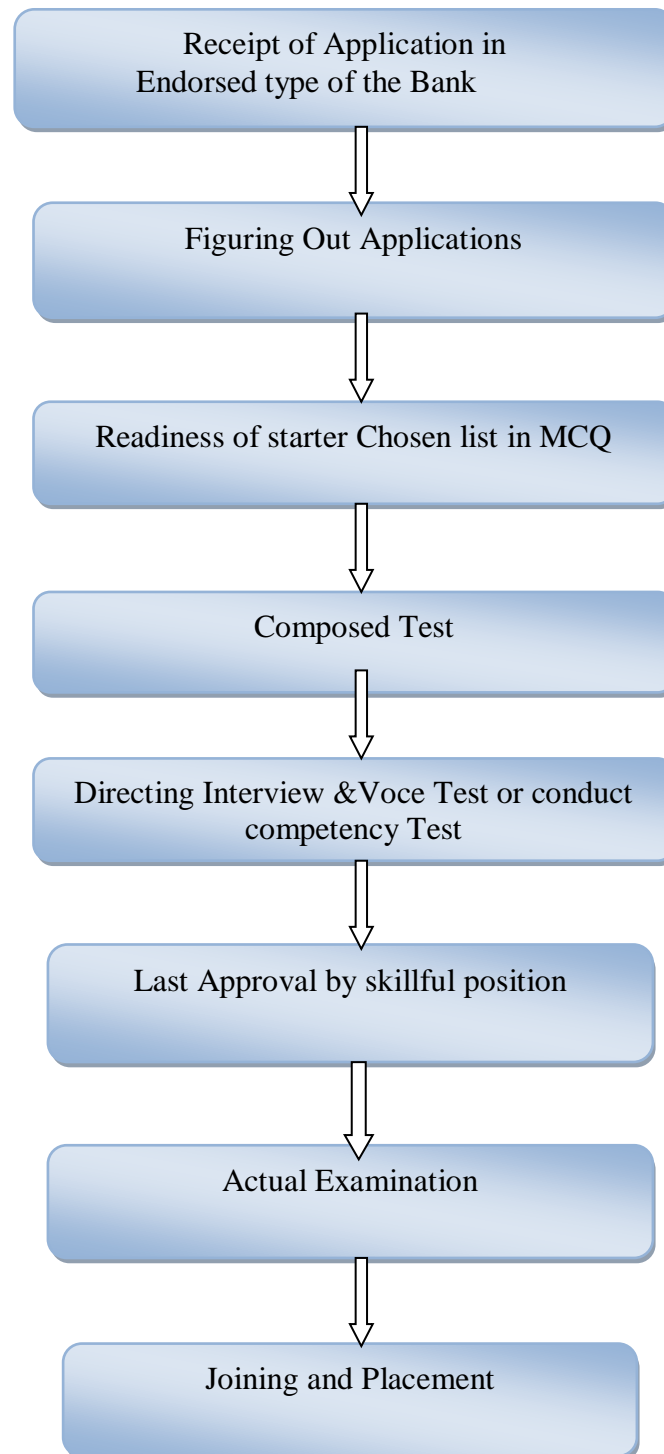 Receipt of Application in
Endorsed type of the Bank
Figuring Out Applications
Readiness of starter Chosen list in MCQ
Composed Test
Directing Interview &Voce Test or conduct
competency Test
Last Approval by skillful position
Actual Examination
Joining and Placement